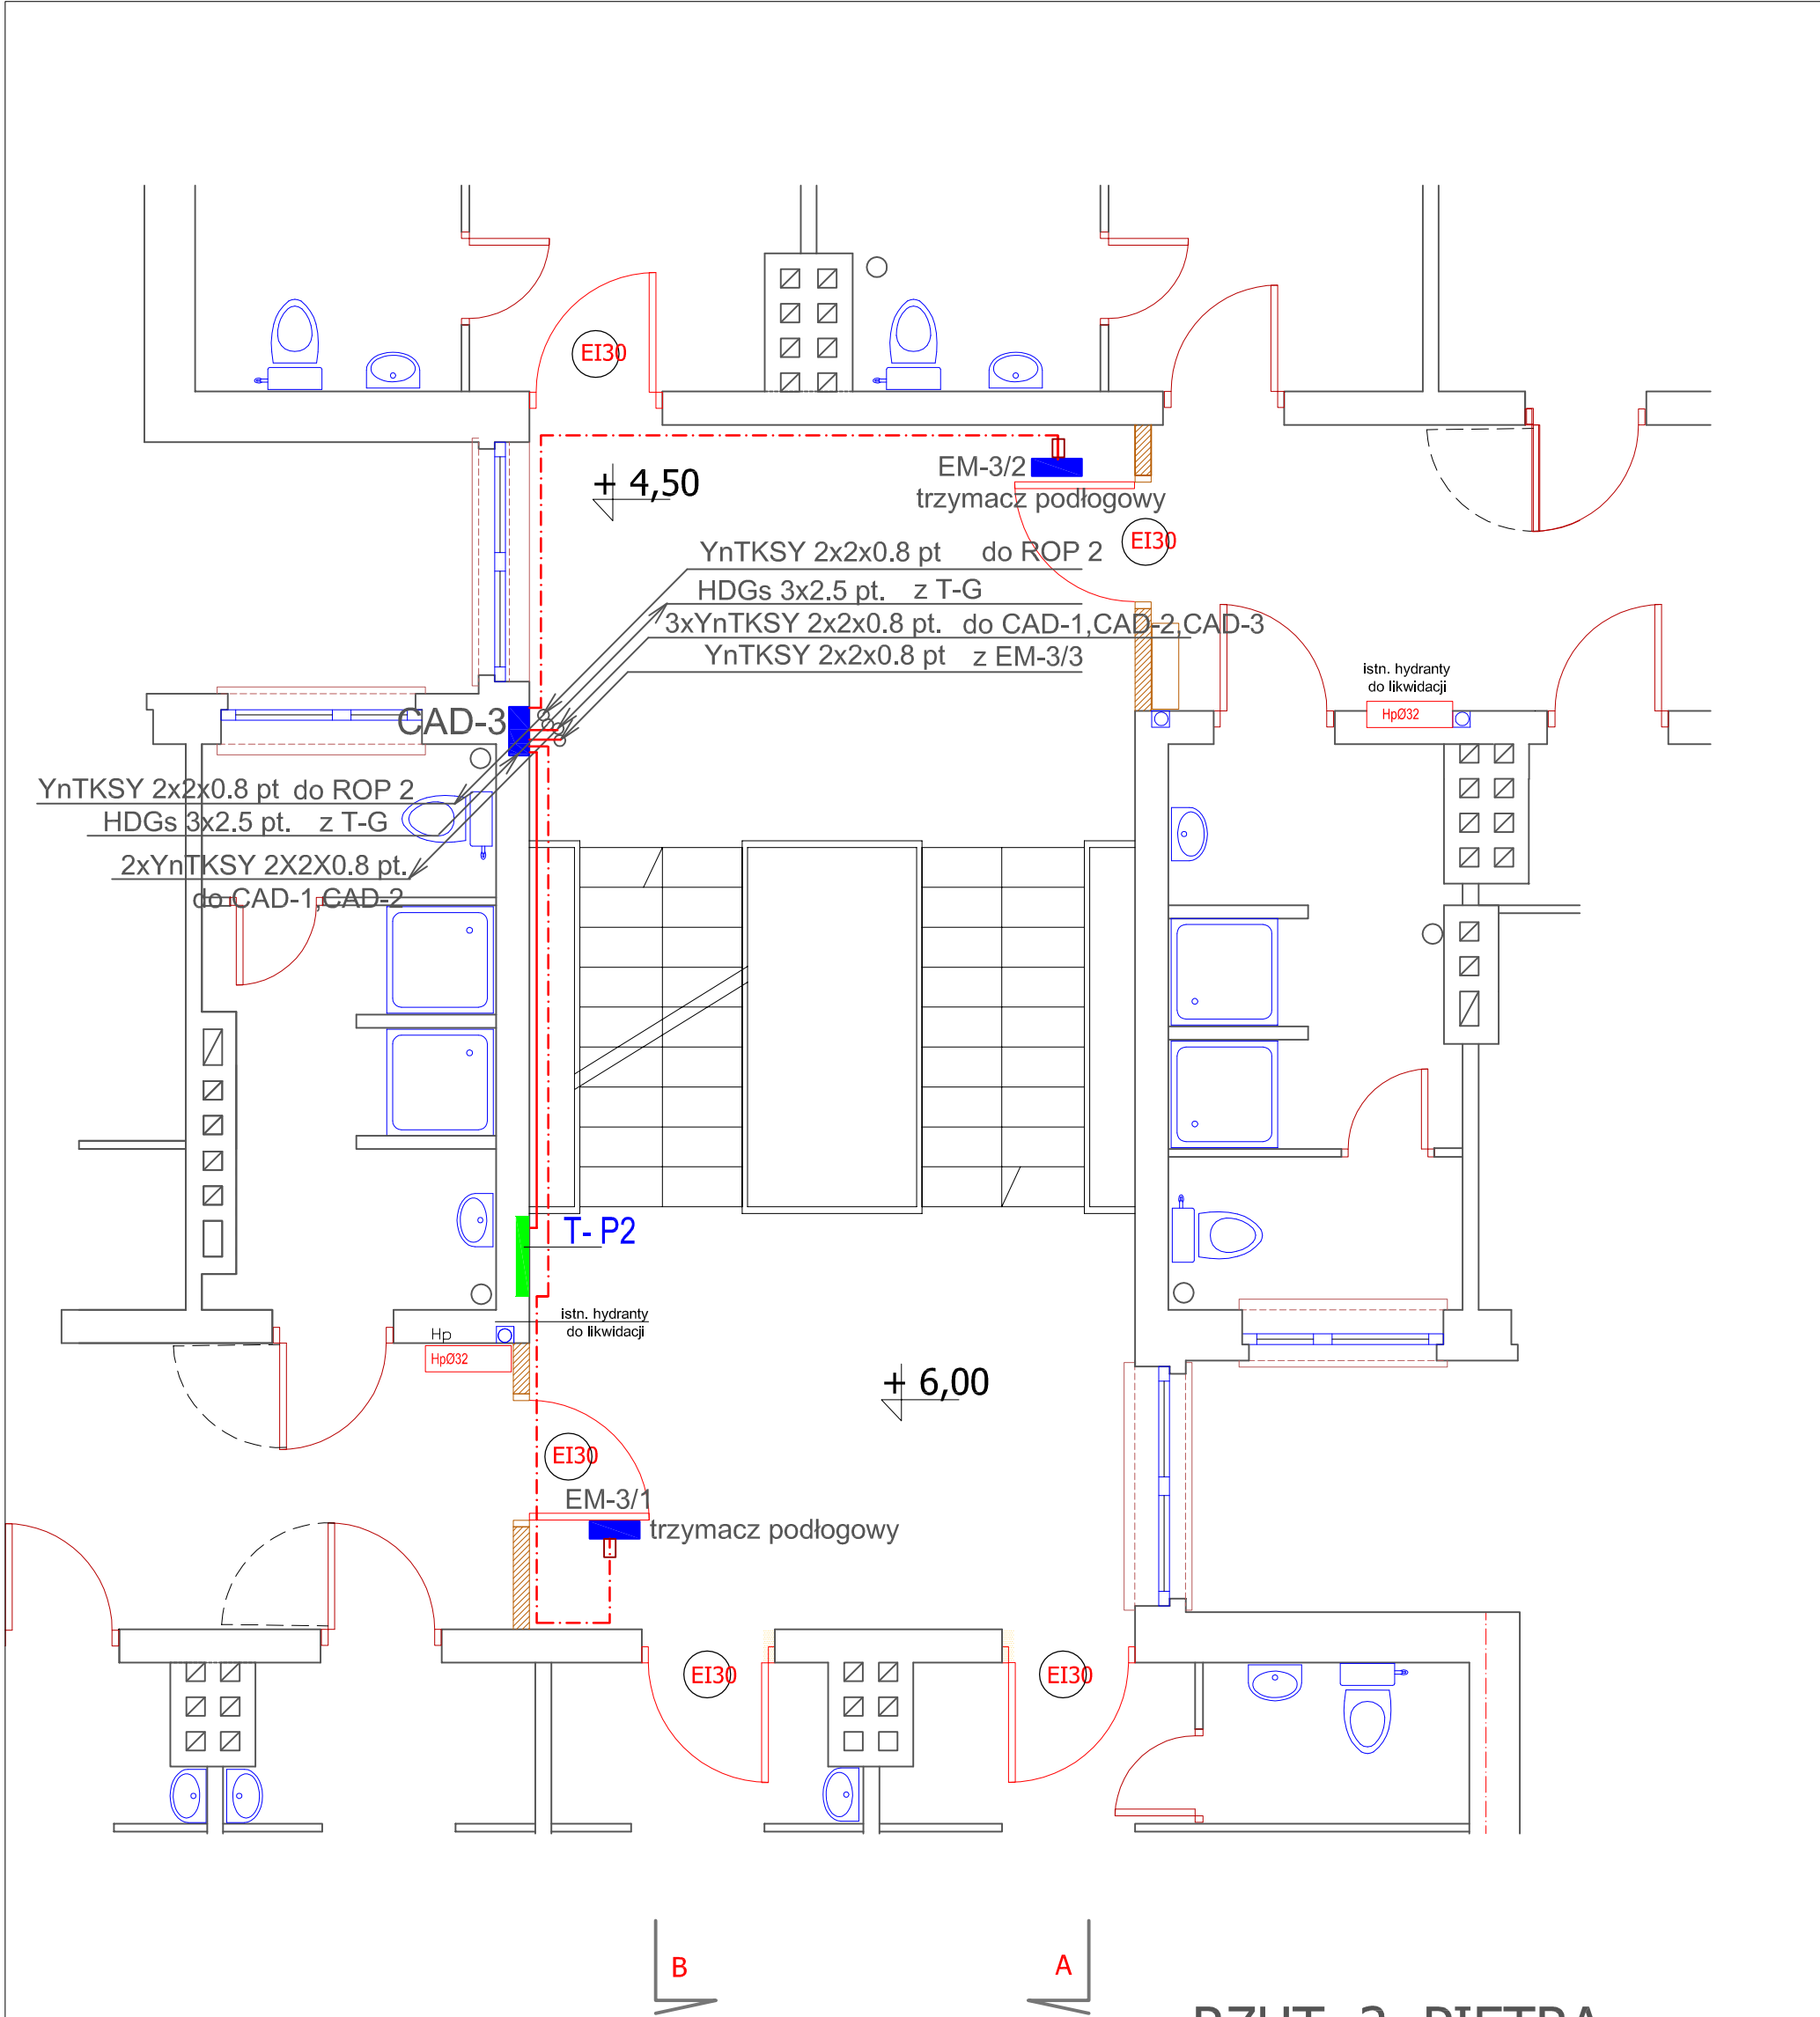 EI30
+ 4,50
EM-3/2
trzymacz podłogowy
EI30
YnTKSY 2x2x0.8 pt do ROP 2
HDGs 3x2.5 pt. z T-G
3xYnTKSY 2x2x0.8 pt. do CAD-1,CAD-2,CAD-3
YnTKSY 2x2x0.8 pt z EM-3/3
istn. hydranty
do likwidacji
HpØ32
CAD-3
YnTKSY 2x2x0.8 pt do ROP 2
HDGs 3x2.5 pt. z T-G
2xYnTKSY 2X2X0.8 pt.
do CAD-1,CAD-2
T- P2
istn. hydranty
do likwidacji
Hp
HpØ32
+ 6,00
EI30
EM-3/1
trzymacz podłogowy
EI30
EI30
B
A